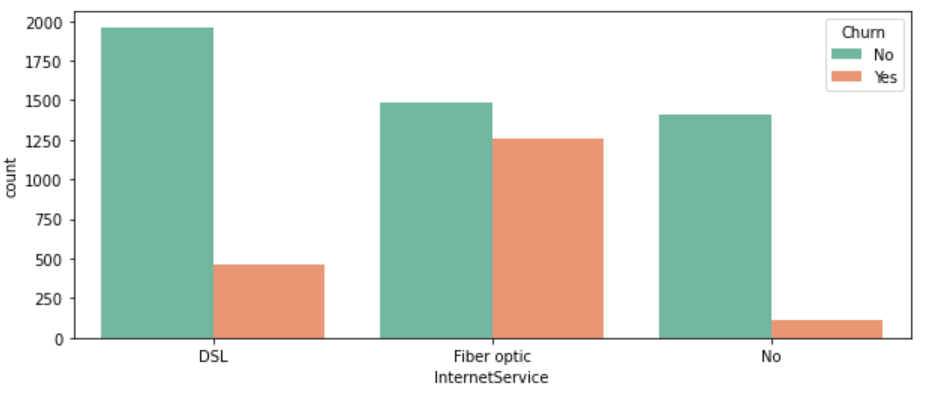 2000
1750
1500
1250
1000
750
500
250
0
count
Churn
No
Yes
DSL
Fiber optic
No
InternetService